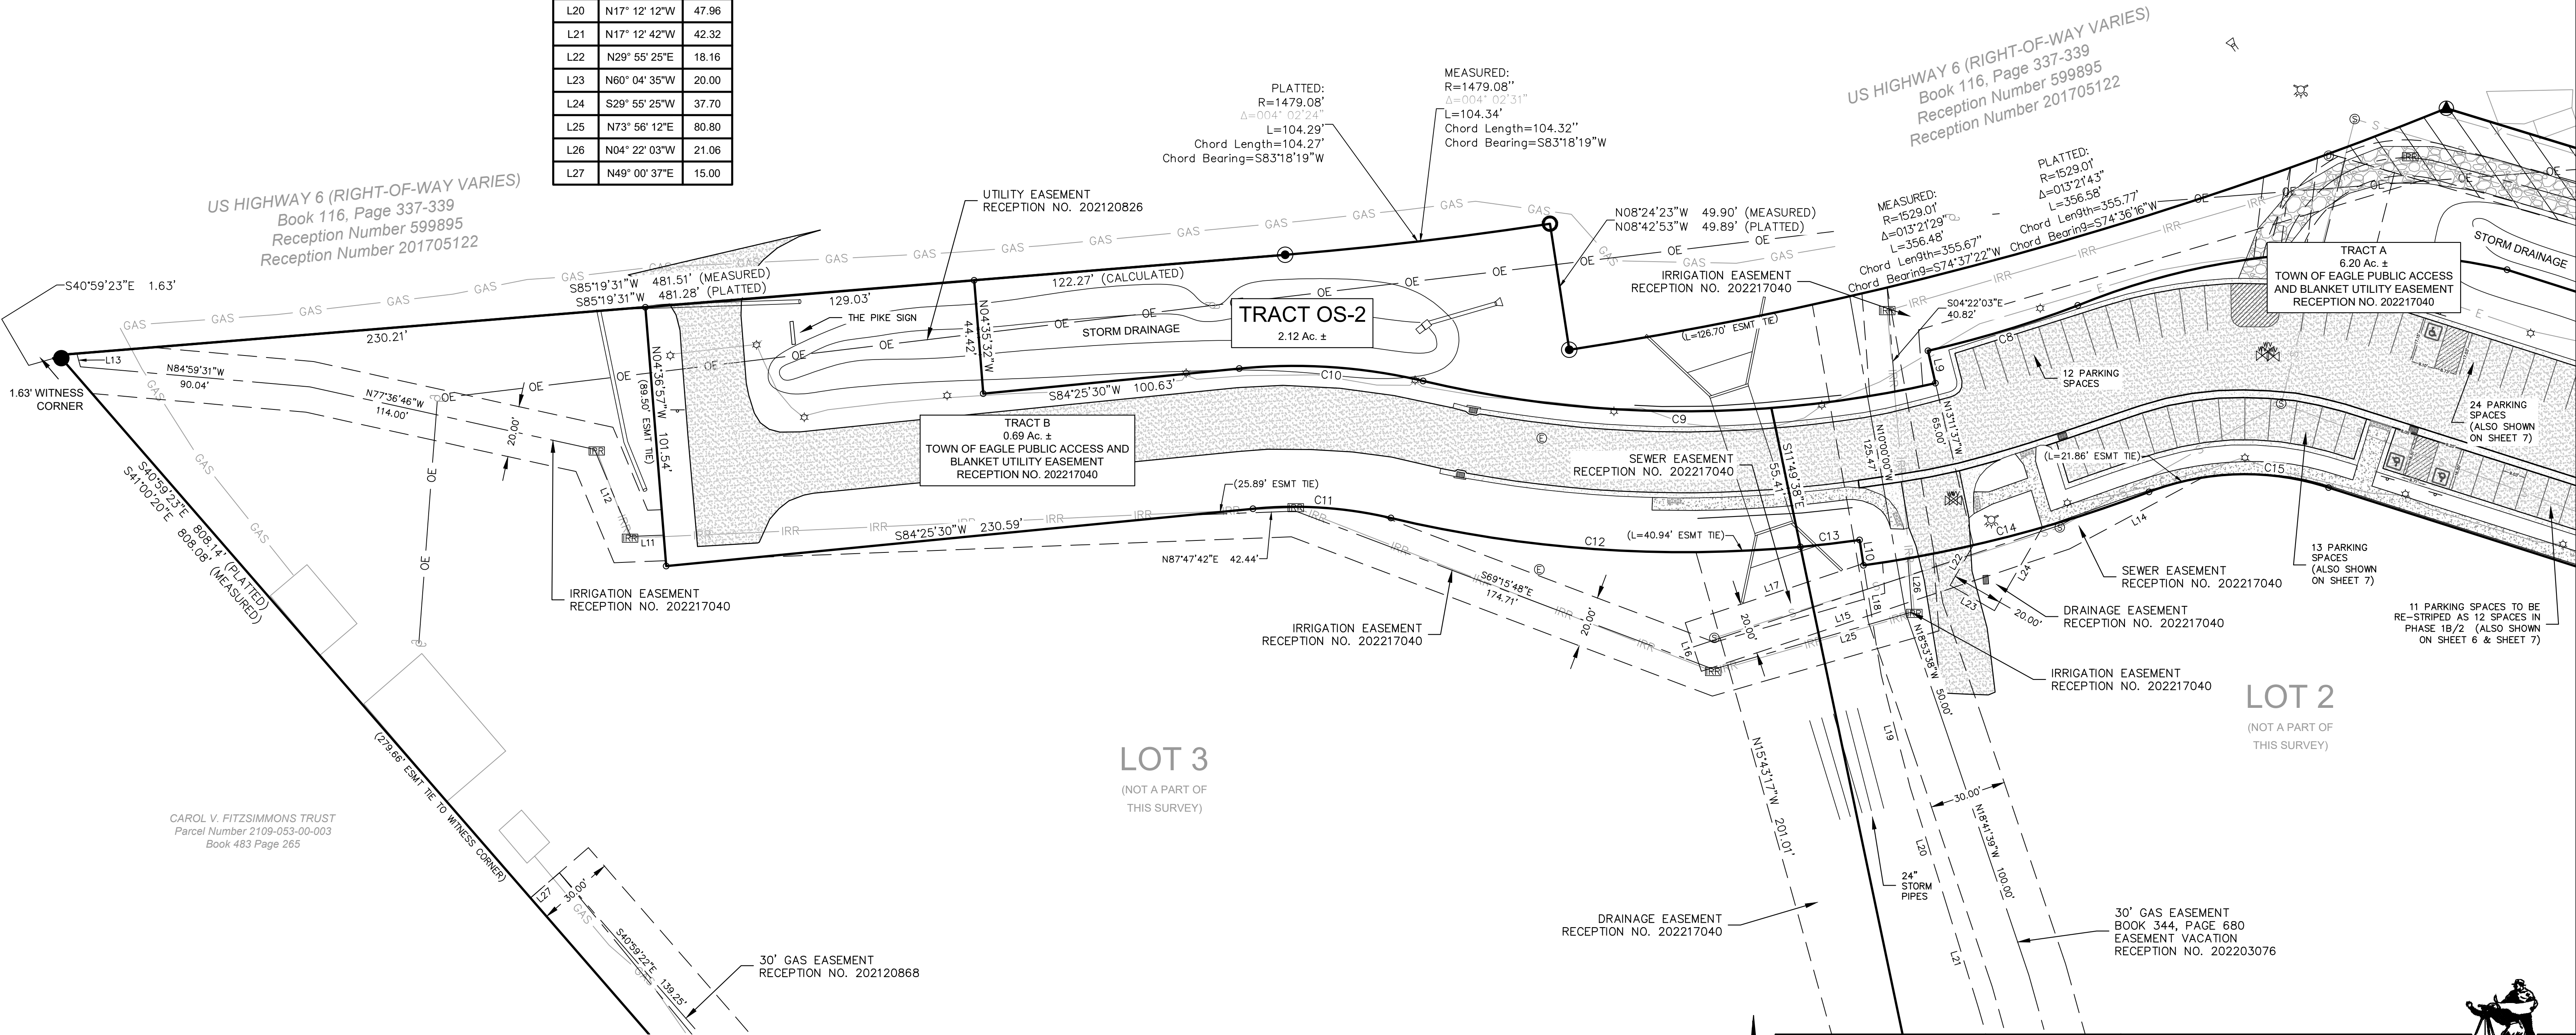 L20 N17° 12' 12"W 47.96
L21 N17° 12' 42"W 42.32
L22 N29° 55' 25"E 18.16
L23 N60° 04' 35"W 20.00
L24 S29° 55' 25"W 37.70
L25 N73° 56' 12"E 80.80
L26 N04° 22' 03"W 21.06
L27 N49° 00' 37"E 15.00
US HIGHWAY 6 (RIGHT-OF-WAY VARIES)
Book 116, Page 337-339
Reception Number 599895
Reception Number 201705122
US HIGHWAY 6 (RIGHT-OF-WAY VARIES)
Book 116, Page 337-339
Reception Number 599895
Reception Number 201705122
PLATTED:
R=1479.08'
Δ=004° 02'24"
L=104.29'
Chord Length=104.27'
Chord Bearing=S83°18'19"W
MEASURED:
R=1479.08''
Δ=004° 02'31"
L=104.34'
Chord Length=104.32''
Chord Bearing=S83°18'19"W
MEASURED:
R=1529.01'
Δ=013°21'29"
L=356.48'
Chord Length=355.67'
Chord Bearing=S74°37'22"W
PLATTED:
R=1529.01'
Δ=013°21'43"
L=356.58'
Chord Length=355.77'
Chord Bearing=S74°36'16"W
UTILITY EASEMENT
RECEPTION NO. 202120826
N08°24'23"W 49.90' (MEASURED)
N08°42'53"W 49.89' (PLATTED)
IRRIGATION EASEMENT
RECEPTION NO. 202217040
S04°22'03"E
40.82'
(L=126.70' ESMT TIE)
TRACT A
6.20 Ac. ±
TOWN OF EAGLE PUBLIC ACCESS
AND BLANKET UTILITY EASEMENT
RECEPTION NO. 202217040
STORM DRAINAGE
S40°59'23"E 1.63'
1.63' WITNESS
CORNER
L13
230.21'
S85°19'31"W 481.51' (MEASURED)
S85°19'31"W 481.28' (PLATTED)
129.03'
122.27' (CALCULATED)
THE PIKE SIGN
STORM DRAINAGE
TRACT OS-2
2.12 Ac. ±
N04°35'32"W
44.42'
N04°36'57"W 101.54'
(89.50' ESMT TIE)
N84°59'31"W
90.04'
N77°36'46"W
114.00'
20.00'
L12
L11
S84°25'30"W 100.63'
C10
C9
C8
L9
N13°11'37"W
65.00'
N10°00'00"W
125.47'
12 PARKING
SPACES
24 PARKING
SPACES
(ALSO SHOWN
ON SHEET 7)
TRACT B
0.69 Ac. ±
TOWN OF EAGLE PUBLIC ACCESS AND
BLANKET UTILITY EASEMENT
RECEPTION NO. 202217040
SEWER EASEMENT
RECEPTION NO. 202217040
S11°49'38"E
55.41'
(L=21.86' ESMT TIE)
C15
(25.89' ESMT TIE)
C11
S84°25'30"W 230.59'
N87°47'42"E 42.44'
C12
(L=40.94' ESMT TIE)
C13
L10
C14
L14
13 PARKING
SPACES
(ALSO SHOWN
ON SHEET 7)
11 PARKING SPACES TO BE
RE-STRIPED AS 12 SPACES IN
PHASE 1B/2 (ALSO SHOWN
ON SHEET 6 & SHEET 7)
S40°59'23"E 808.14' (PLATTED)
S41°00'20"E 808.08' (MEASURED)
IRRIGATION EASEMENT
RECEPTION NO. 202217040
S69°15'48"E
174.71'
20.00'
IRRIGATION EASEMENT
RECEPTION NO. 202217040
L17
L18
L26
L22
L24
L23
20.00'
L15
L25
L16
20.00'
SEWER EASEMENT
RECEPTION NO. 202217040
DRAINAGE EASEMENT
RECEPTION NO. 202217040
IRRIGATION EASEMENT
RECEPTION NO. 202217040
N18°53'38"W 50.00'
LOT 2
(NOT A PART OF
THIS SURVEY)
LOT 3
(NOT A PART OF
THIS SURVEY)
N15°43'17"W 201.01'
L19
30.00'
N18°41'39"W 100.00'
L20
L21
24"
STORM
PIPES
DRAINAGE EASEMENT
RECEPTION NO. 202217040
30' GAS EASEMENT
BOOK 344, PAGE 680
EASEMENT VACATION
RECEPTION NO. 202203076
CAROL V. FITZSIMMONS TRUST
Parcel Number 2109-053-00-003
Book 483 Page 265
(279.66' ESMT TIE TO WITNESS CORNER)
L27
30.00'
S40°59'22"E 139.25'
30' GAS EASEMENT
RECEPTION NO. 202120868